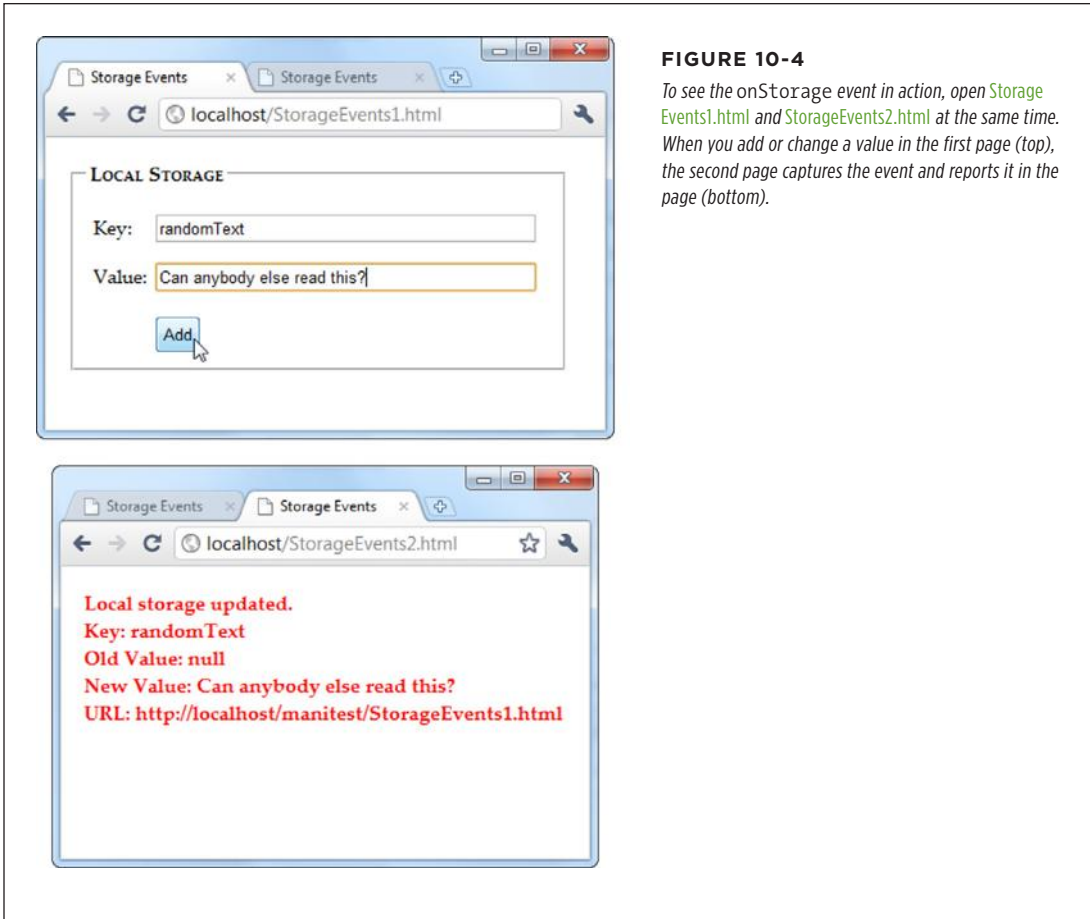 Storage Events
Storage Events
localhost/StorageEvents1.html
LOCAL STORAGE
Key: randomText
Value: Can anybody else read this?
Add
Storage Events
Storage Events
localhost/StorageEvents2.html
Local storage updated.
Key: randomText
Old Value: null
New Value: Can anybody else read this?
URL: http://localhost/manitest/StorageEvents1.html
FIGURE 10-4
To see the onStorage event in action, open Storage
Events1.html and StorageEvents2.html at the same time.
When you add or change a value in the first page (top),
the second page captures the event and reports it in the
page (bottom).